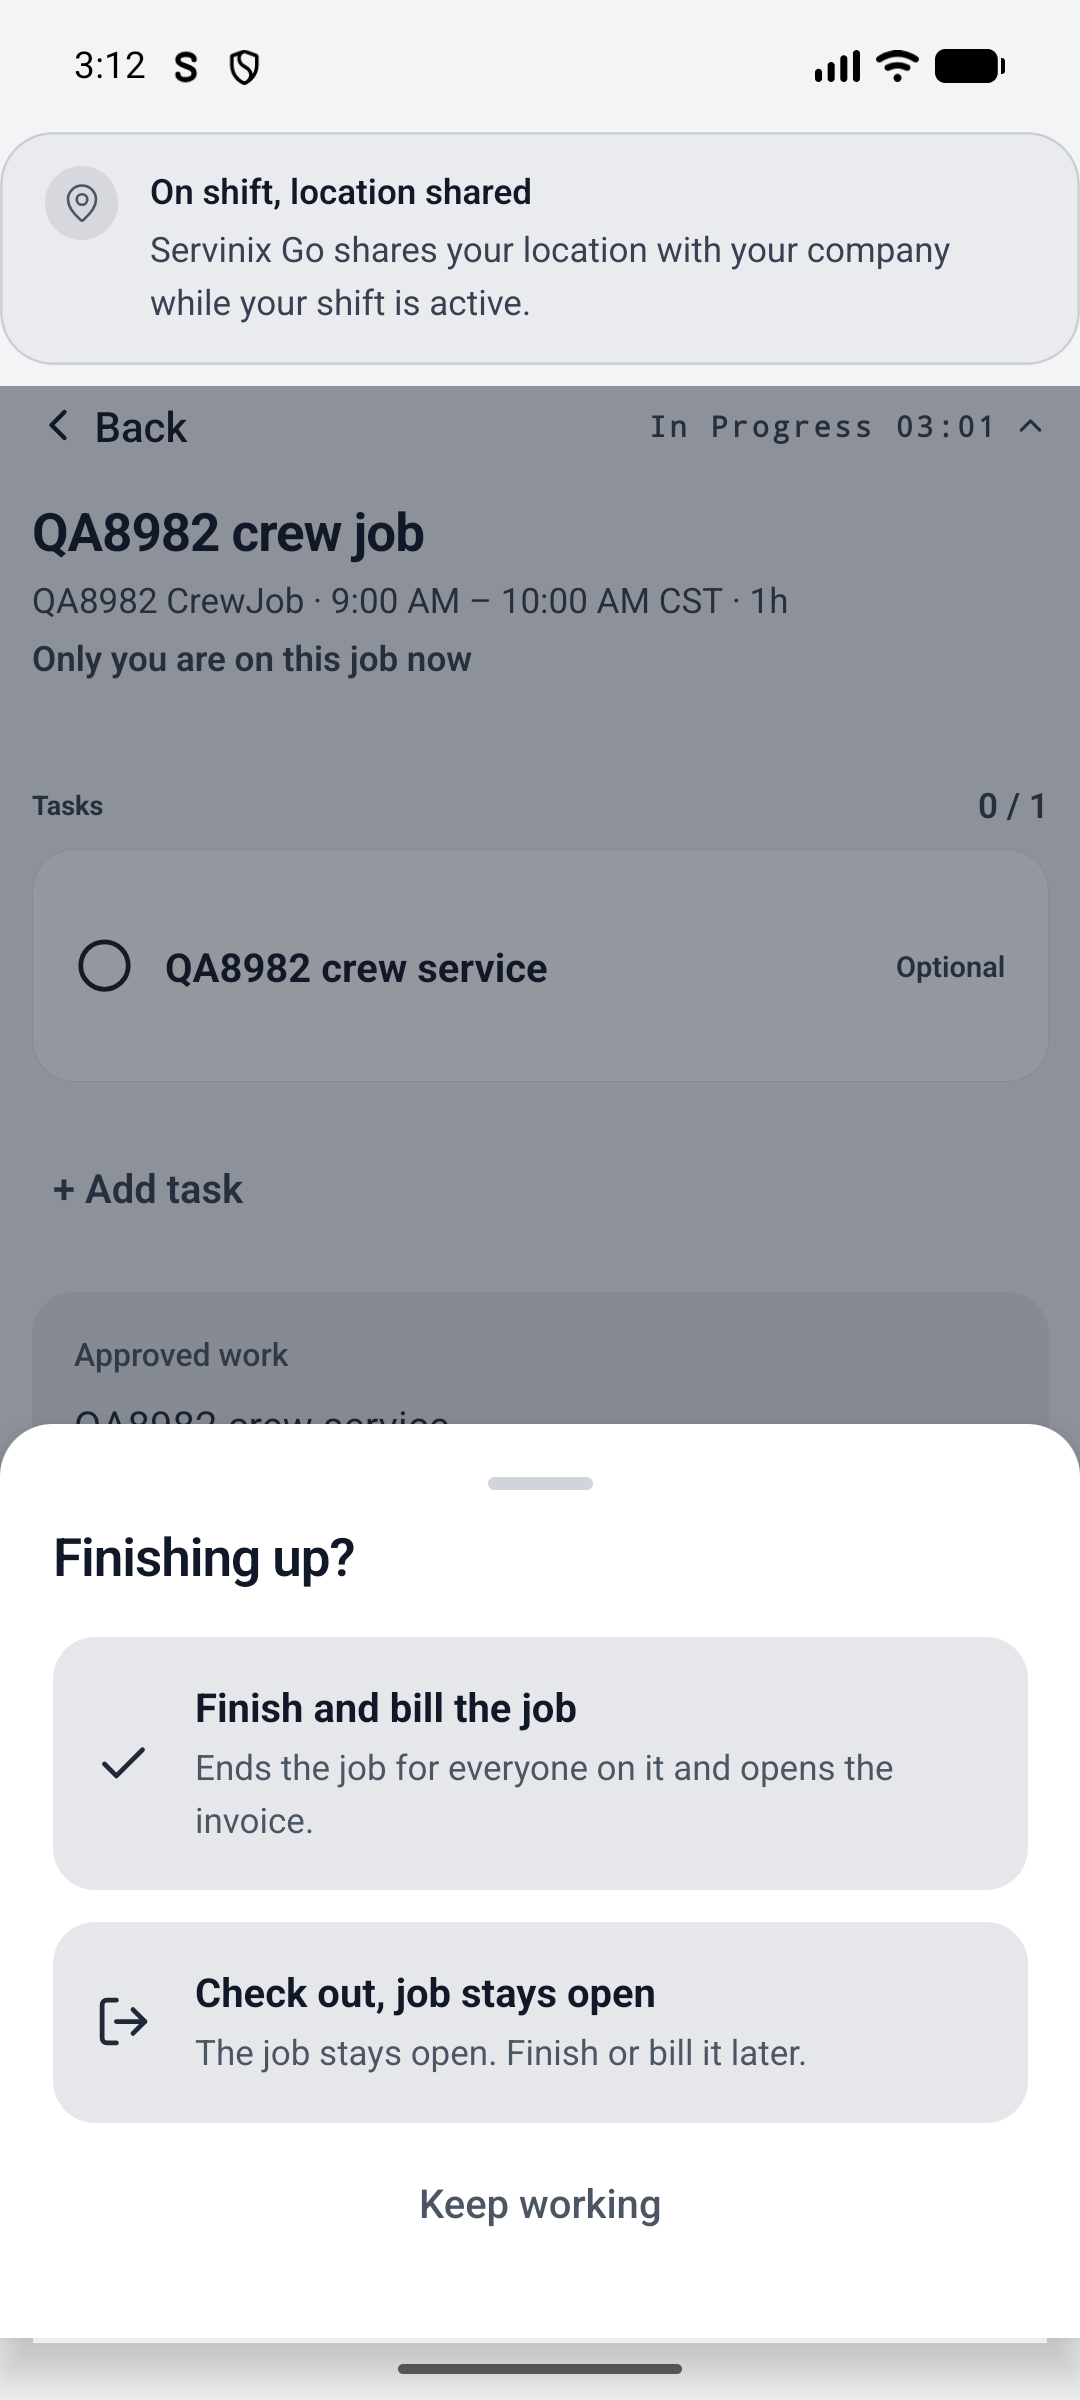 3:12 S
On shift, location shared
Servinix Go shares your location with your company
while your shift is active.
Back
In Progress 03:01
QA8982 crew job
QA8982 CrewJob · 9:00 AM – 10:00 AM CST · 1h
Only you are on this job now
Tasks
0 / 1
QA8982 crew service
Optional
+ Add task
Approved work
QA8982 crew service
Finishing up?
Finish and bill the job
Ends the job for everyone on it and opens the
invoice.
Check out, job stays open
The job stays open. Finish or bill it later.
Keep working